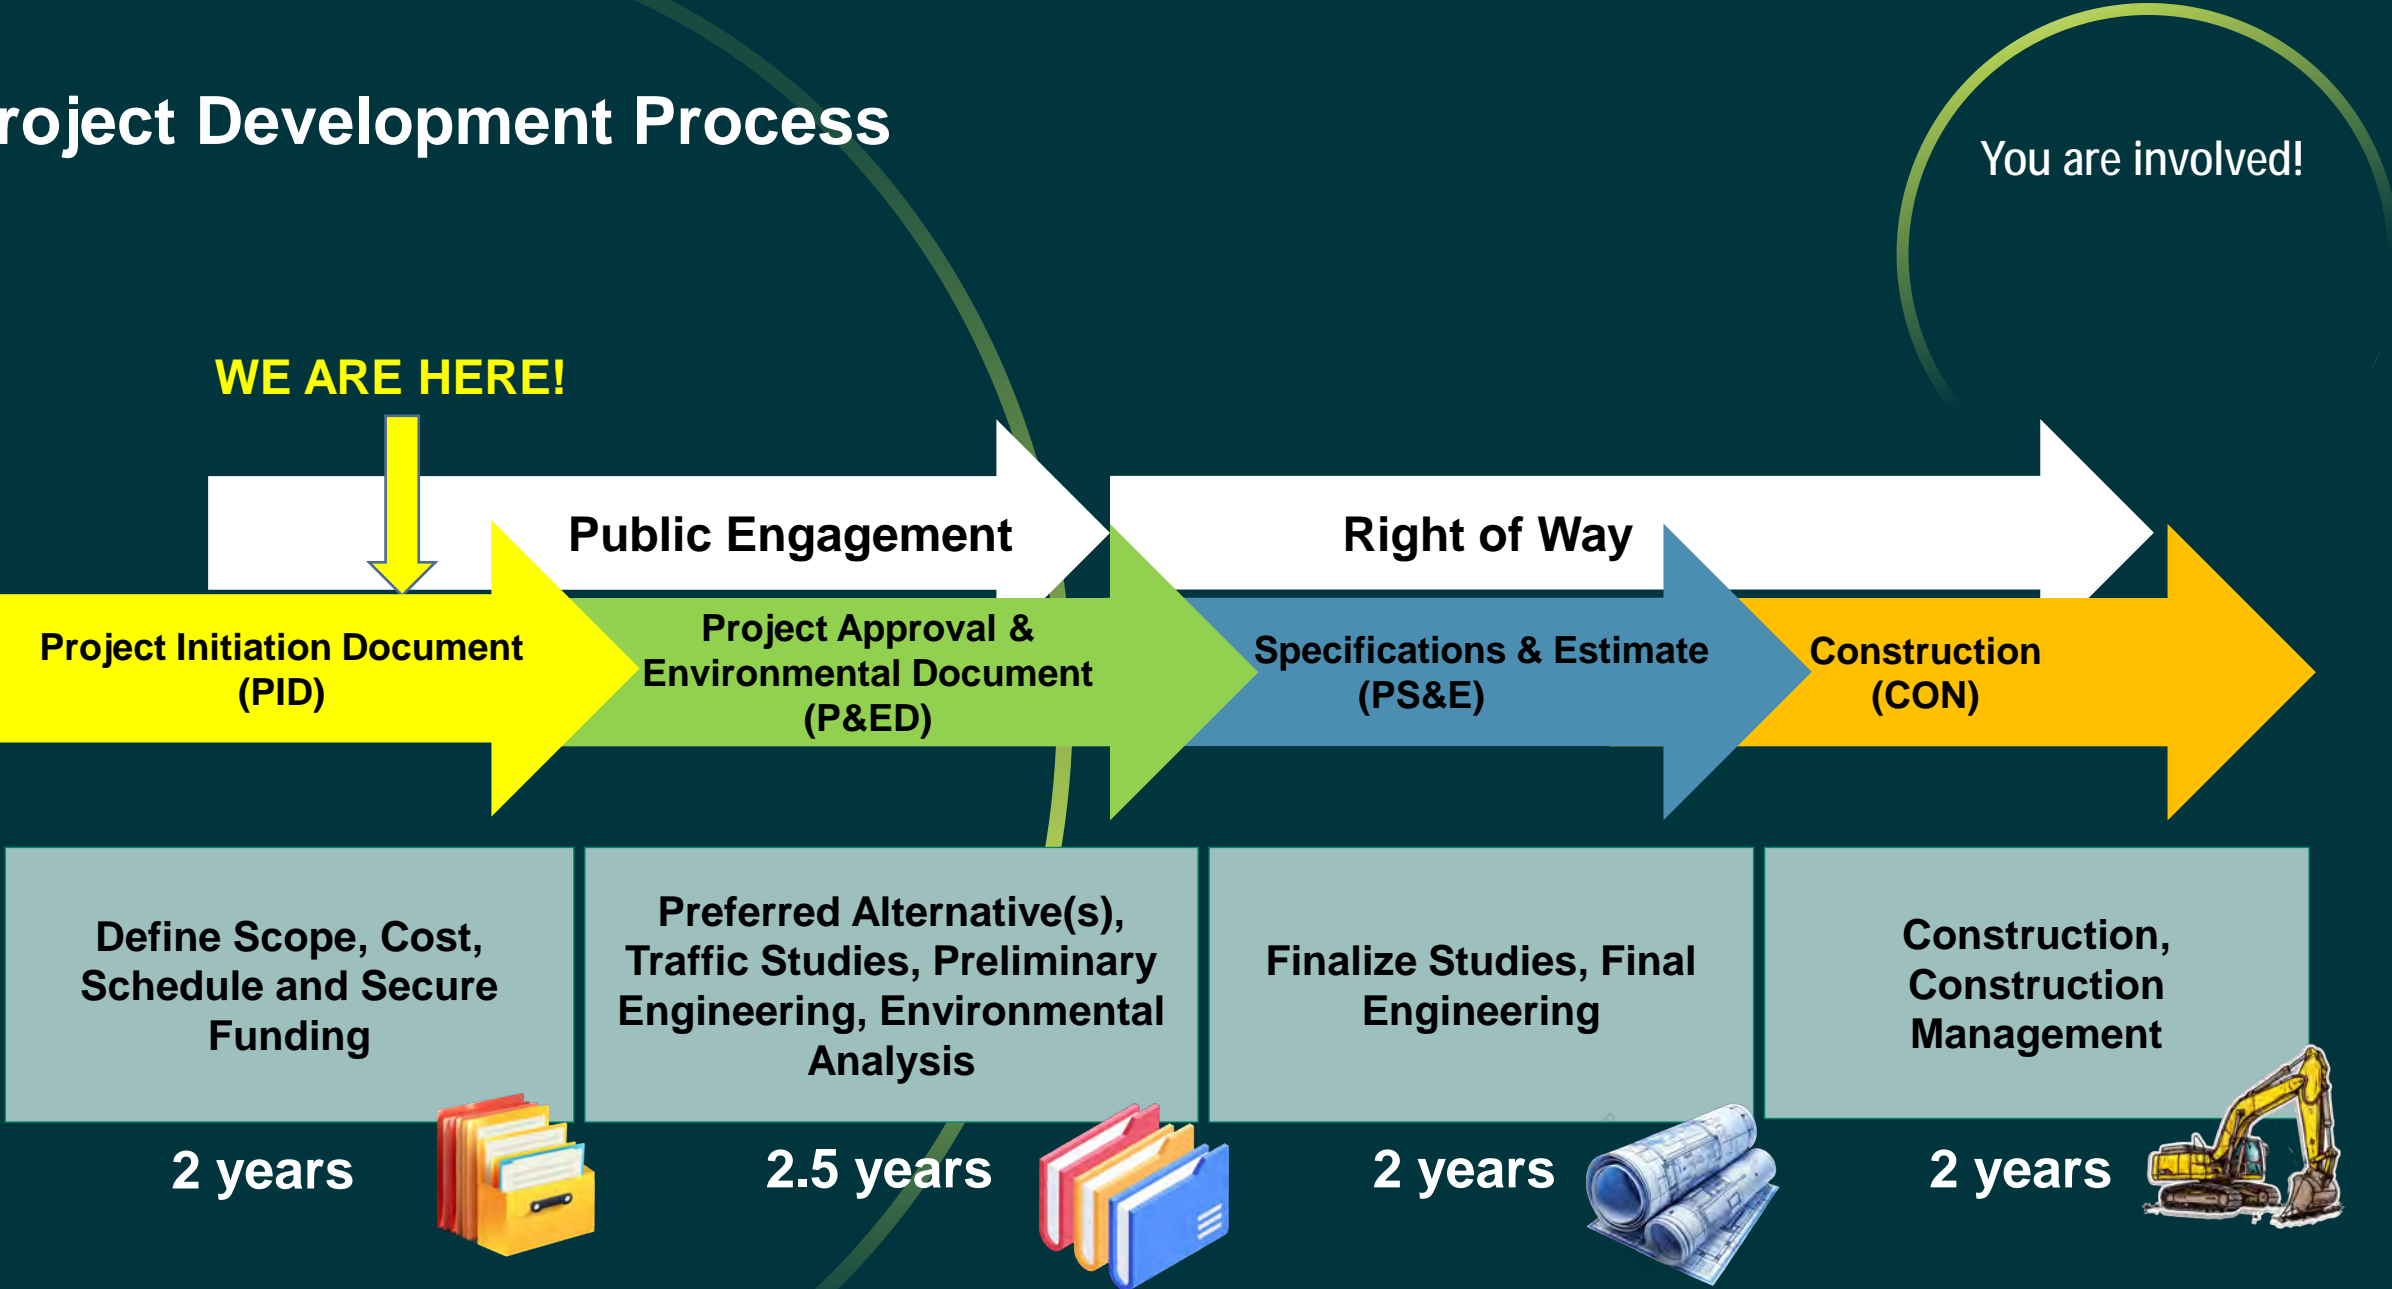 roject Development Process
You are involved!
WE ARE HERE!
Public Engagement
Right of Way
Project Initiation Document
(PID)
Project Approval &
Environmental Document
(P&ED)
Specifications & Estimate
(PS&E)
Construction
(CON)
Define Scope, Cost,
Schedule and Secure
Funding
Preferred Alternative(s),
Traffic Studies, Preliminary
Engineering, Environmental
Analysis
Finalize Studies, Final
Engineering
Construction,
Construction
Management
2 years
2.5 years
2 years
2 years